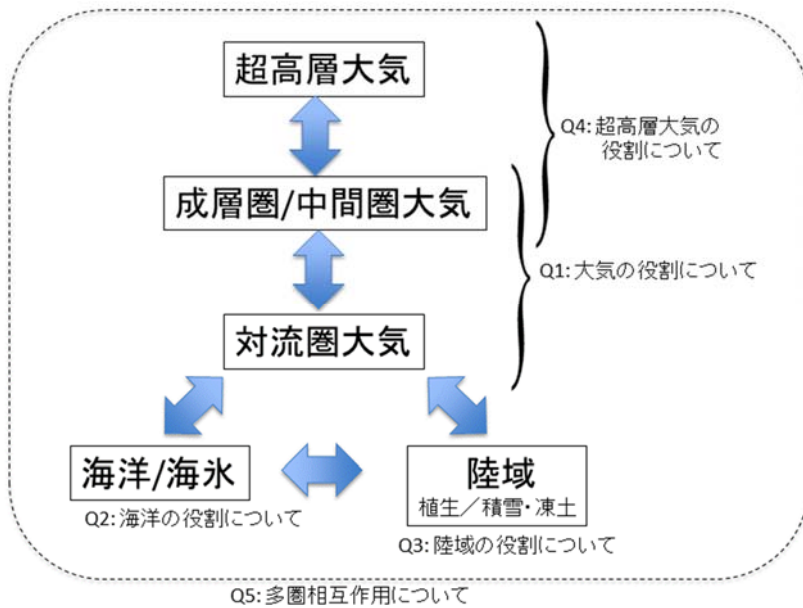 超高層大気
Q4: 超高層大気の
役割について
成層圏/中間圏大気
Q1: 大気の役割について
対流圏大気
海洋/海氷
陸域
植生／積雪・凍土
Q2: 海洋の役割について
Q3: 陸域の役割について
Q5: 多圏相互作用について